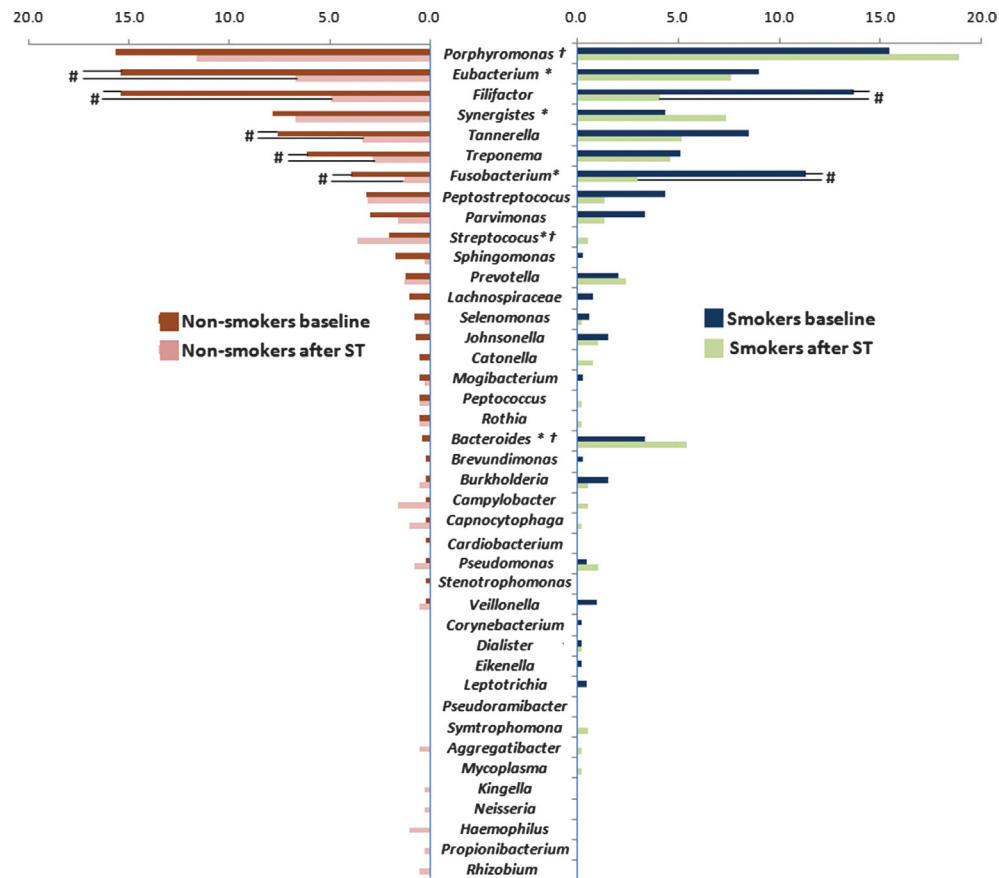 20.0 15.0 10.0 5.0 0.0 0.0 5.0 10.0 15.0 20.0
Porphyromonas †
# Eubacterium *
# Filifactor #
Synergistes *
# Tannerella
# Treponema
# Fusobacterium* #
Peptostreptococcus
Parvimonas
Streptococus*†
Sphingomonas
Prevotella
Lachnospiraceae
Selenomonas
Johnsonella
Catonella
Mogibacterium
Peptococcus
Rothia
Bacteroides * †
Brevundimonas
Burkholderia
Campylobacter
Capnocytophaga
Cardiobacterium
Pseudomonas
Stenotrophomonas
Veillonella
Corynebacterium
Dialister
Eikenella
Leptotrichia
Pseudoramibacter
Symtrophomona
Aggregatibacter
Mycoplasma
Kingella
Neisseria
Haemophilus
Propionibacterium
Rhizobium
Non-smokers baseline
Non-smokers after ST
Smokers baseline
Smokers after ST